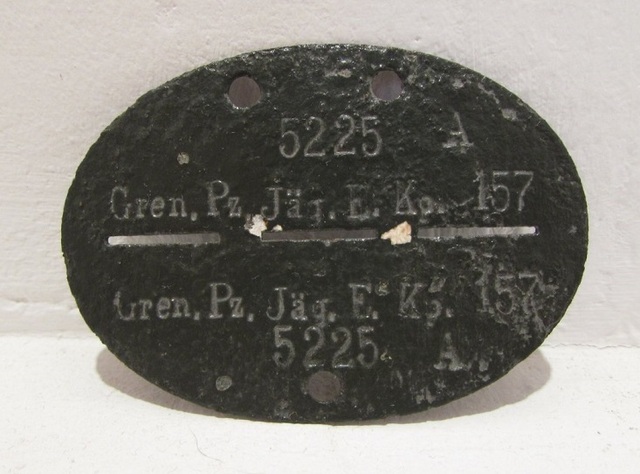 5225 A
Gren. Pz. Jäg. E. Kp. 157
Gren. Pz. Jäg. E. Kp. 157
5225 A